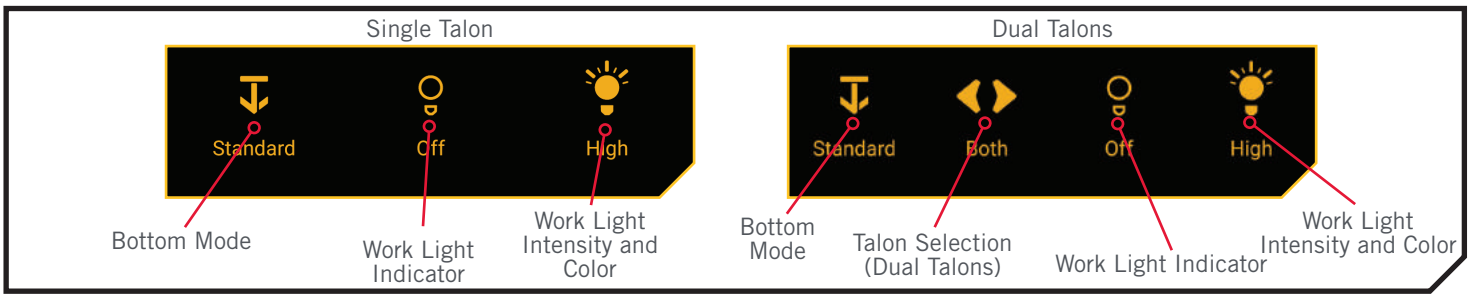 Single Talon
Standard
Off
High
Bottom Mode
Work Light
Indicator
Work Light
Intensity and
Color
Dual Talons
Standard
Both
Off
High
Bottom
Mode
Talon Selection
(Dual Talons)
Work Light Indicator
Work Light
Intensity and Color